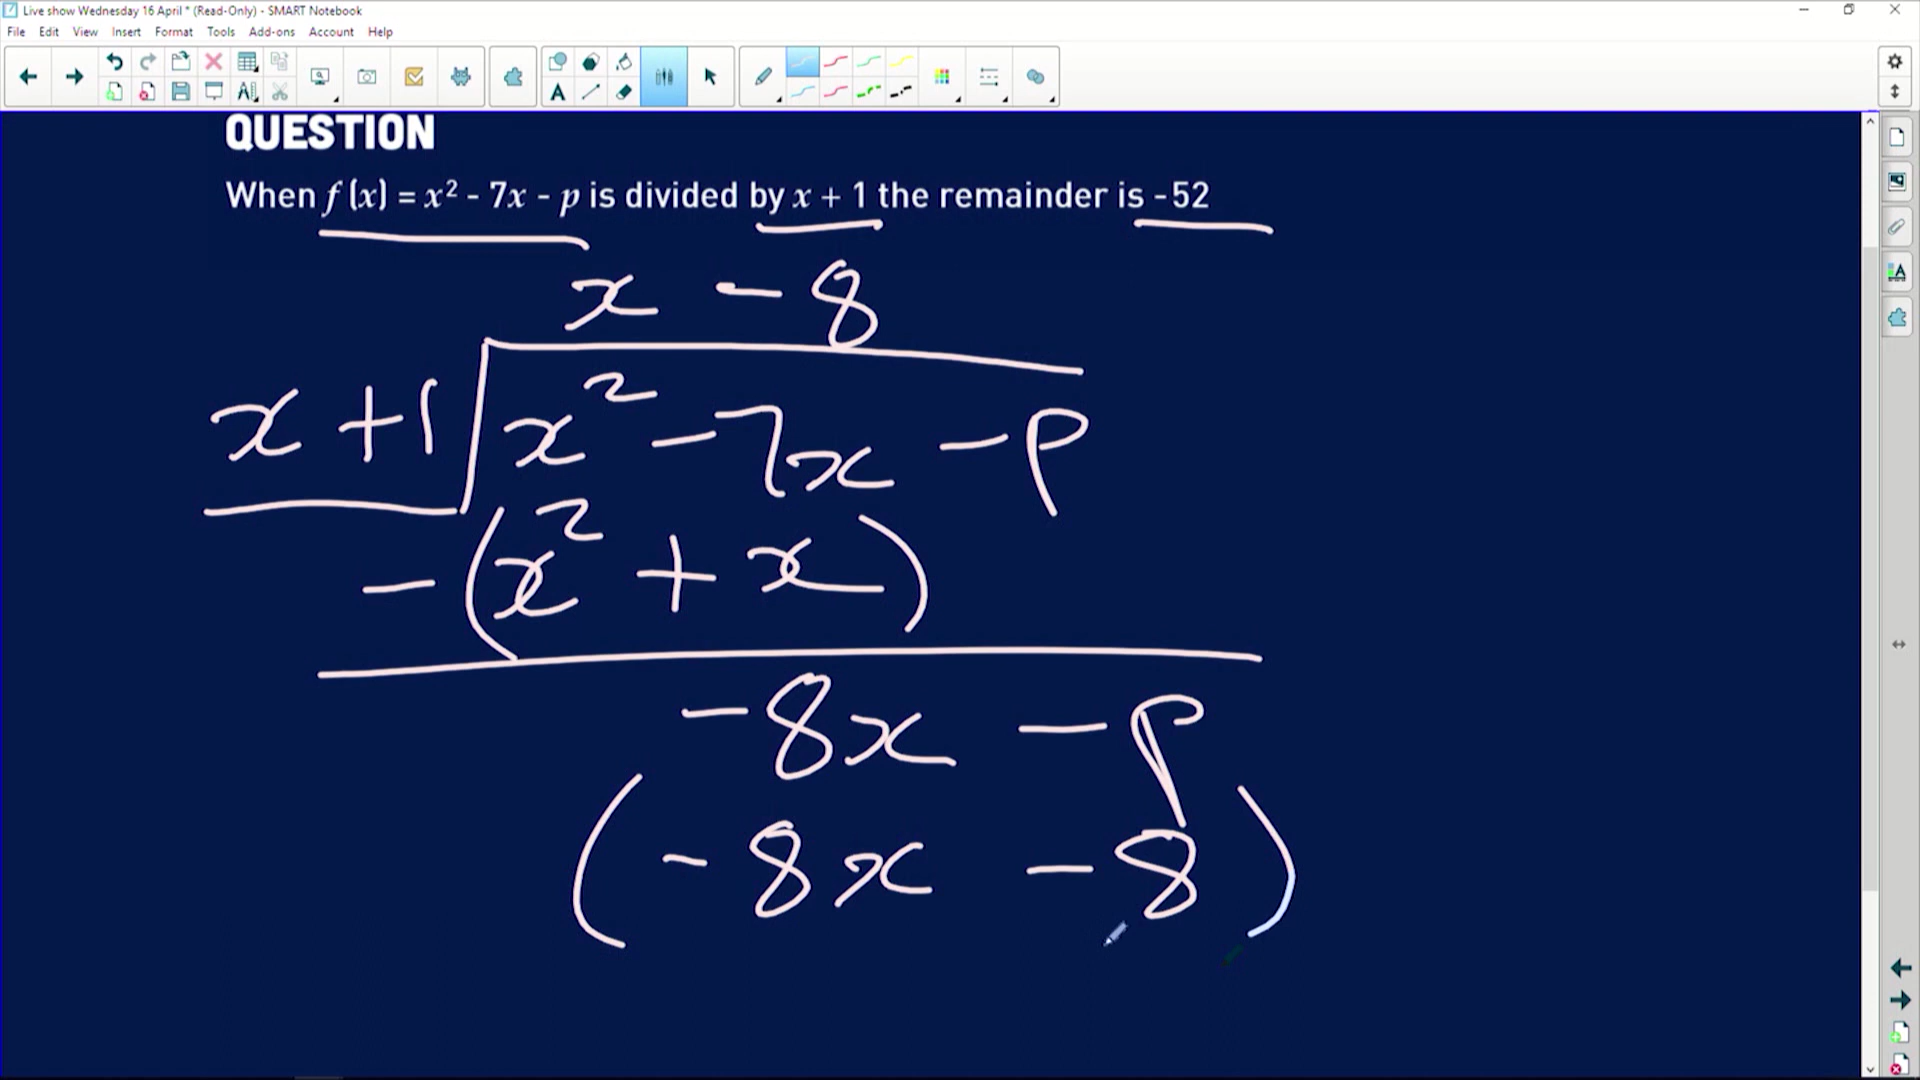 Live show Wednesday 16 April * (Read-Only) - SMART Notebook
File Edit View Insert Format Tools Add-ons Account Help
QUESTION
When f (x) = x² - 7x - p is divided by x + 1 the remainder is -52
x - 8
x + 1 x² - 7x - p
- (x² + x)
- 8x - p
( - 8x - 8 )